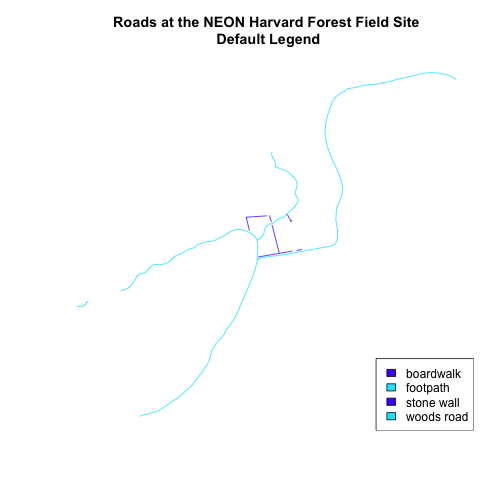 Roads at the NEON Harvard Forest Field Site
Default Legend
boardwalk
footpath
stone wall
woods road